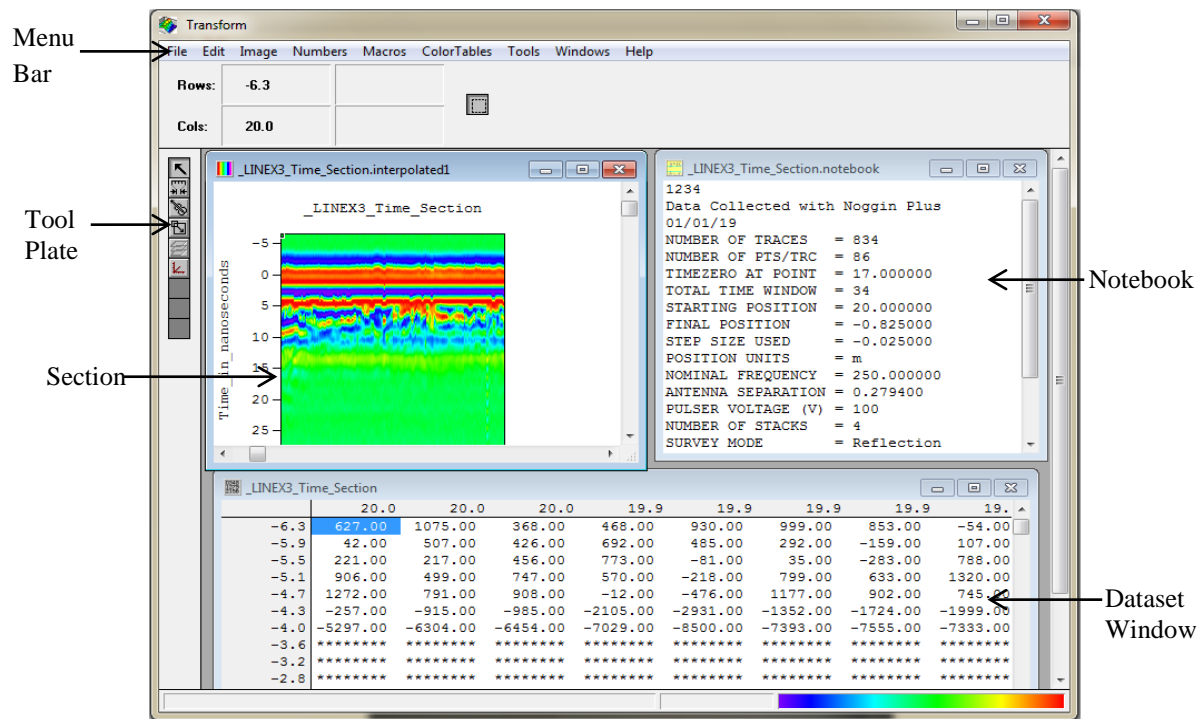 Transform
Menu
Bar
File Edit Image Numbers Macros ColorTables Tools Windows Help
Rows: -6.3
Cols: 20.0
Tool
Plate
Section
_LINEX3_Time_Section.interpolated1
_LINEX3_Time_Section
Time_in_nanoseconds
-5
0
5
10
15
20
25
_LINEX3_Time_Section.notebook
1234
Data Collected with Noggin Plus
01/01/19
NUMBER OF TRACES = 834
NUMBER OF PTS/TRC = 86
TIMEZERO AT POINT = 17.000000
TOTAL TIME WINDOW = 34
STARTING POSITION = 20.000000
FINAL POSITION = -0.825000
STEP SIZE USED = -0.025000
POSITION UNITS = m
NOMINAL FREQUENCY = 250.000000
ANTENNA SEPARATION = 0.279400
PULSER VOLTAGE (V) = 100
NUMBER OF STACKS = 4
SURVEY MODE = Reflection
Notebook
_LINEX3_Time_Section
20.0 20.0 20.0 19.9 19.9 19.9 19.9 19.
-6.3 627.00 1075.00 368.00 468.00 930.00 999.00 853.00 -54.00
-5.9 42.00 507.00 426.00 692.00 485.00 292.00 -159.00 107.00
-5.5 221.00 217.00 456.00 773.00 -81.00 35.00 -283.00 788.00
-5.1 906.00 499.00 747.00 570.00 -218.00 799.00 633.00 1320.00
-4.7 1272.00 791.00 908.00 -12.00 -476.00 1177.00 902.00 745.00
-4.3 -257.00 -915.00 -985.00 -2105.00 -2931.00 -1352.00 -1724.00 -1999.00
-4.0 -5297.00 -6304.00 -6454.00 -7029.00 -8500.00 -7393.00 -7555.00 -7333.00
-3.6 ******** ******** ******** ******** ******** ******** ******** ********
-3.2 ******** ******** ******** ******** ******** ******** ******** ********
-2.8 ******** ******** ******** ******** ******** ******** ******** ********
Dataset
Window